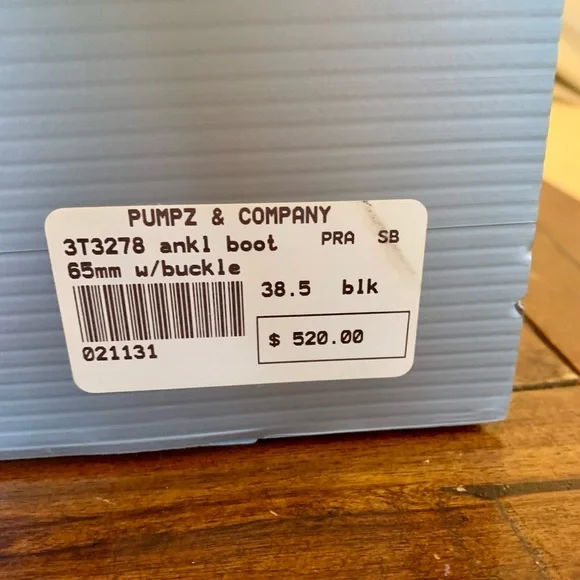 PUMPZ & COMPANY
3T3278 ankl boot PRA SB
65mm w/buckle
38.5 blk
$ 520.00
021131